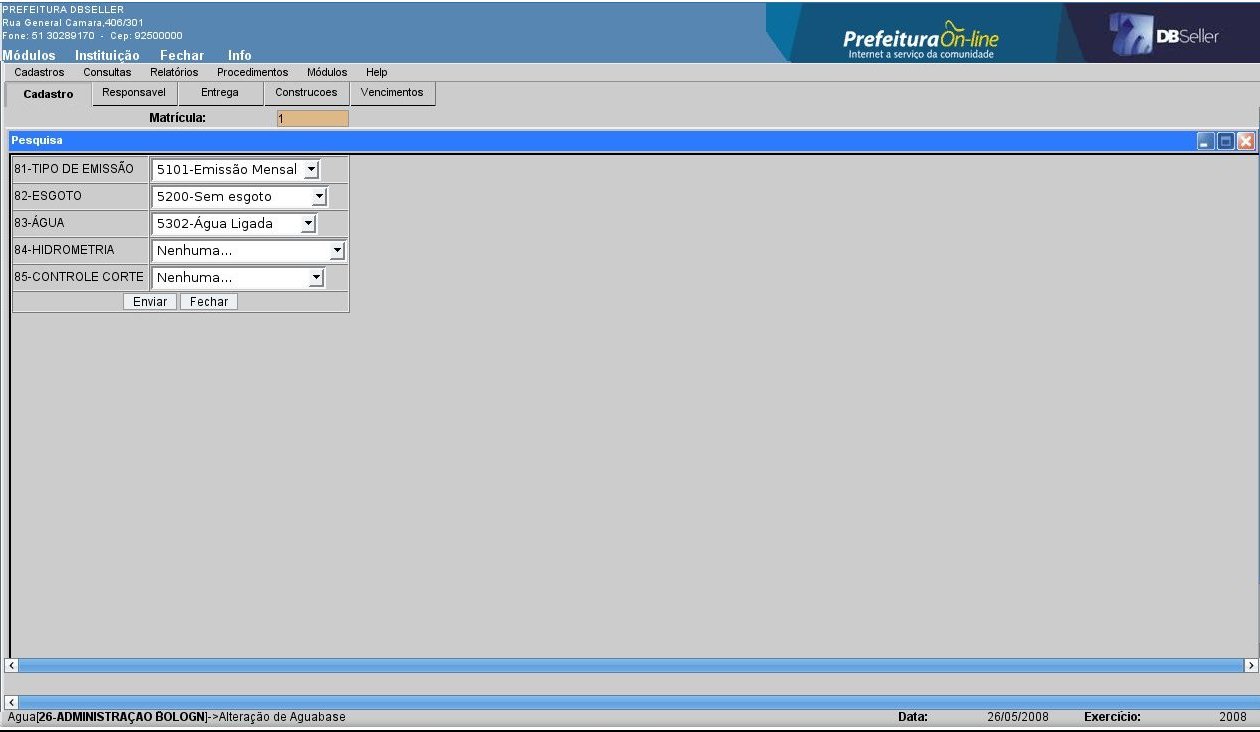 PREFEITURA DBSELLER
Rua General Camara,406/301
Fone: 51 30289170 - Cep: 92500000
Prefeitura On-line
Internet a serviço da comunidade
DBSeller
Módulos Instituição Fechar Info
Cadastros Consultas Relatórios Procedimentos Módulos Help
Cadastro Responsavel Entrega Construcoes Vencimentos
Matrícula: 1
Pesquisa
81-TIPO DE EMISSÃO 5101-Emissão Mensal
82-ESGOTO 5200-Sem esgoto
83-ÁGUA 5302-Água Ligada
84-HIDROMETRIA Nenhuma...
85-CONTROLE CORTE Nenhuma...
Enviar Fechar
Agua[26-ADMINISTRAÇAO BOLOGN]->Alteração de Aguabase Data: 26/05/2008 Exercício: 2008